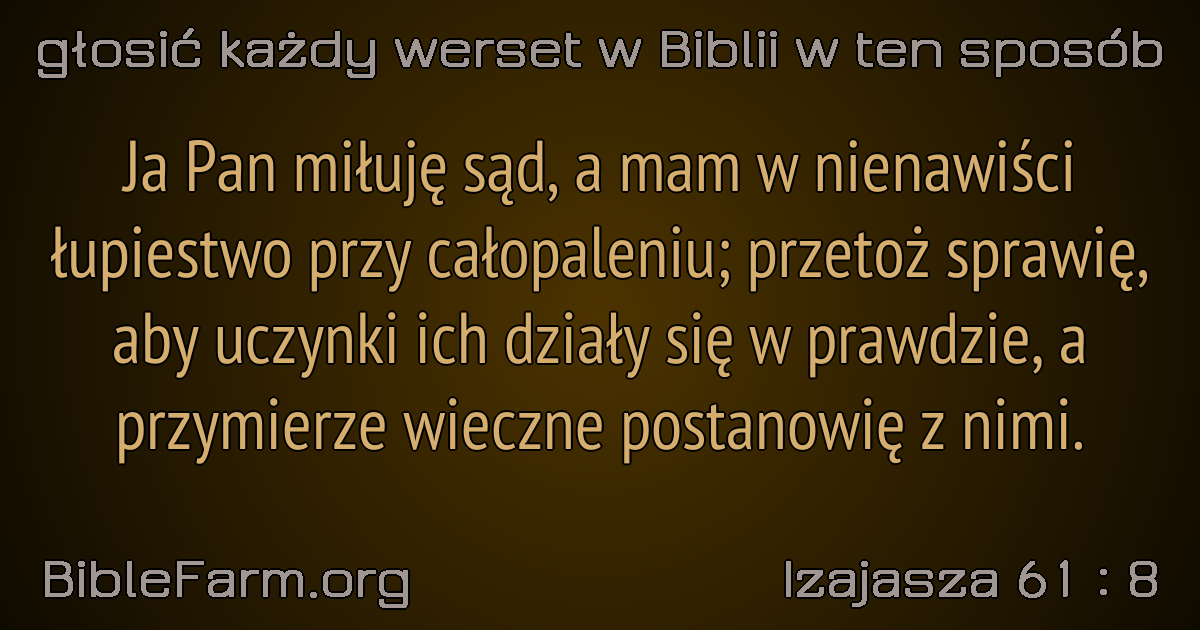 głosić każdy werset w Biblii w ten sposób
Ja Pan miłuję sąd, a mam w nienawiści
łupiestwo przy całopaleniu; przetoż sprawię,
aby uczynki ich działy się w prawdzie, a
przymierze wieczne postanowię z nimi.
BibleFarm.org
Izajasza 61 : 8